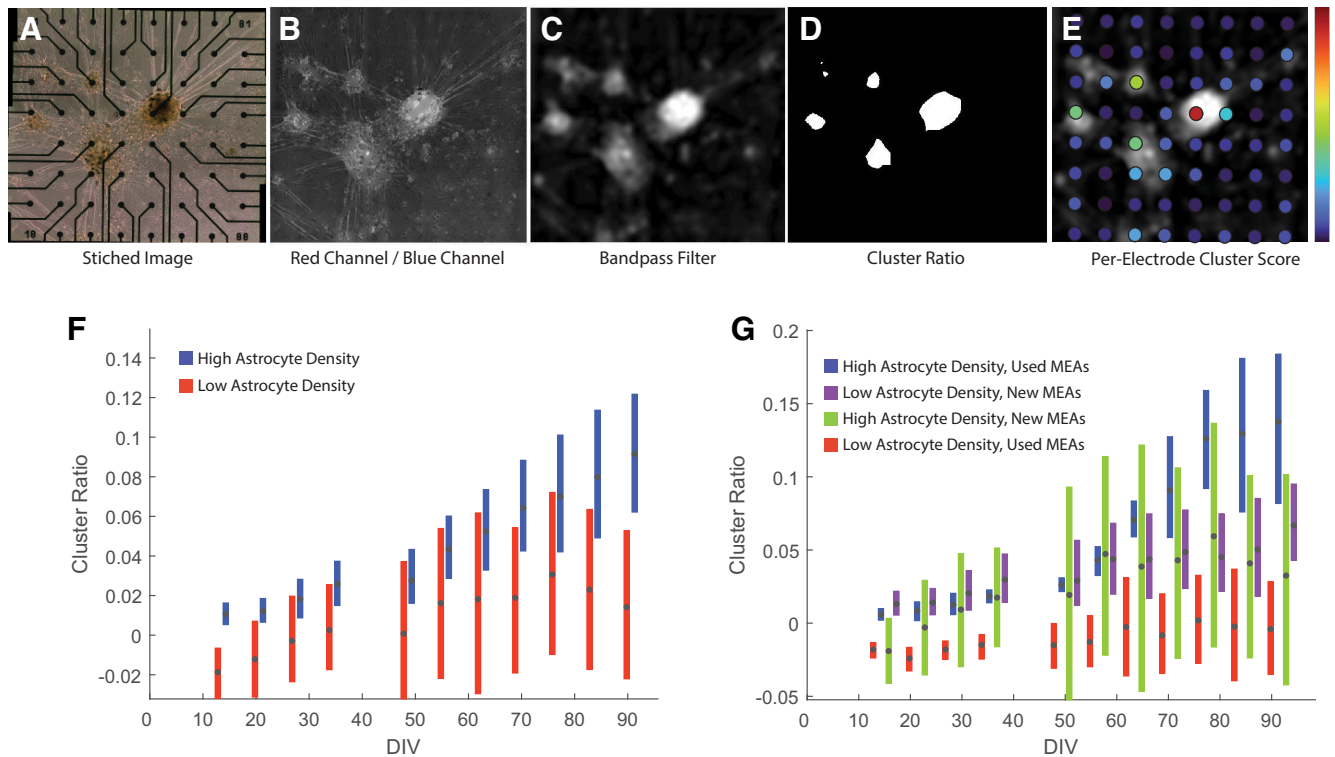 A
B
C
D
E
81
18
88
Stiched Image
Red Channel / Blue Channel
Bandpass Filter
Cluster Ratio
Per-Electrode Cluster Score
F
High Astrocyte Density
Low Astrocyte Density
Cluster Ratio
0.14
0.12
0.1
0.08
0.06
0.04
0.02
0
-0.02
0 10 20 30 40 50 60 70 80 90
DIV
G
High Astrocyte Density, Used MEAs
Low Astrocyte Density, New MEAs
High Astrocyte Density, New MEAs
Low Astrocyte Density, Used MEAs
Cluster Ratio
0.2
0.15
0.1
0.05
0
-0.05
0 10 20 30 40 50 60 70 80 90
DIV